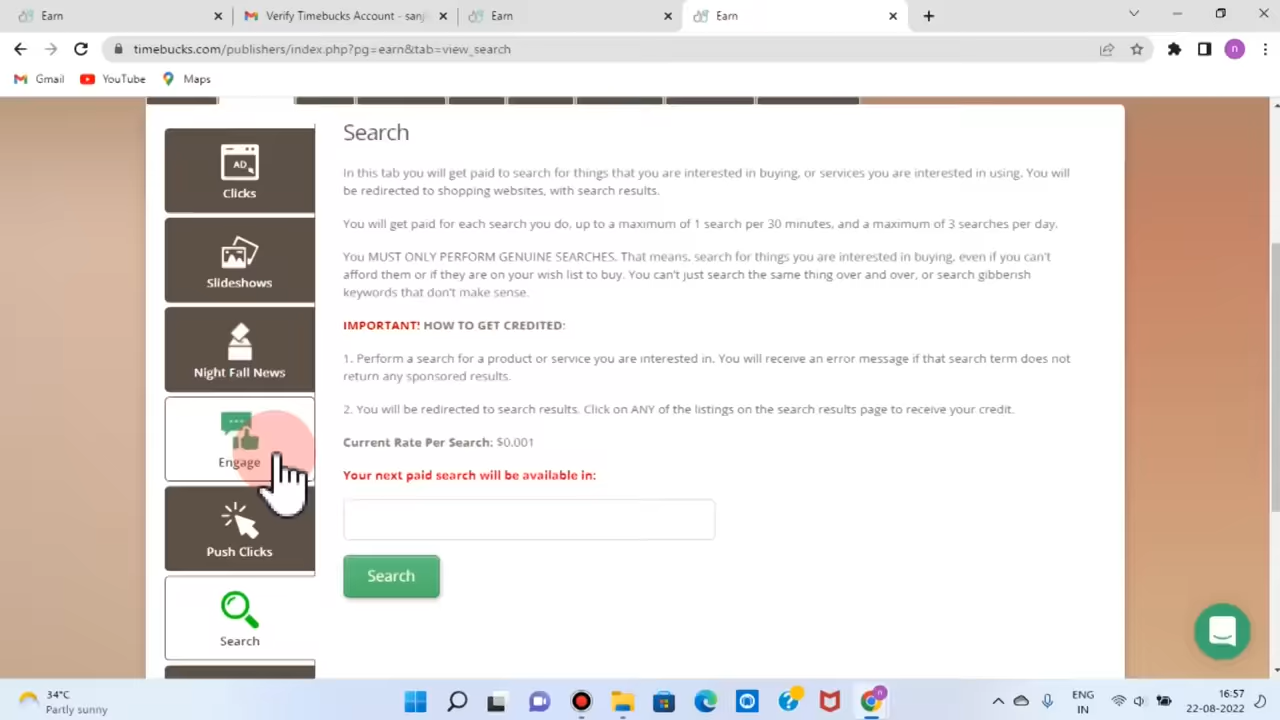 Earn
Verify Timebucks Account - sanj
Earn
Earn
timebucks.com/publishers/index.php?pg=earn&tab=view_search
Gmail
YouTube
Maps
AD
Clicks
Slideshows
Night Fall News
Engage
Push Clicks
Search
Search
In this tab you will get paid to search for things that you are interested in buying, or services you are interested in using. You will
be redirected to shopping websites, with search results.
You will get paid for each search you do, up to a maximum of 1 search per 30 minutes, and a maximum of 3 searches per day.
You MUST ONLY PERFORM GENUINE SEARCHES. That means, search for things you are interested in buying, even if you can't
afford them or if they are on your wish list to buy. You can't just search the same thing over and over, or search gibberish
keywords that don't make sense.
IMPORTANT! HOW TO GET CREDITED:
1. Perform a search for a product or service you are interested in. You will receive an error message if that search term does not
return any sponsored results.
2. You will be redirected to search results. Click on ANY of the listings on the search results page to receive your credit.
Current Rate Per Search: $0.001
Your next paid search will be available in:
Search
34°C
Partly sunny
ENG
IN
16:57
22-08-2022